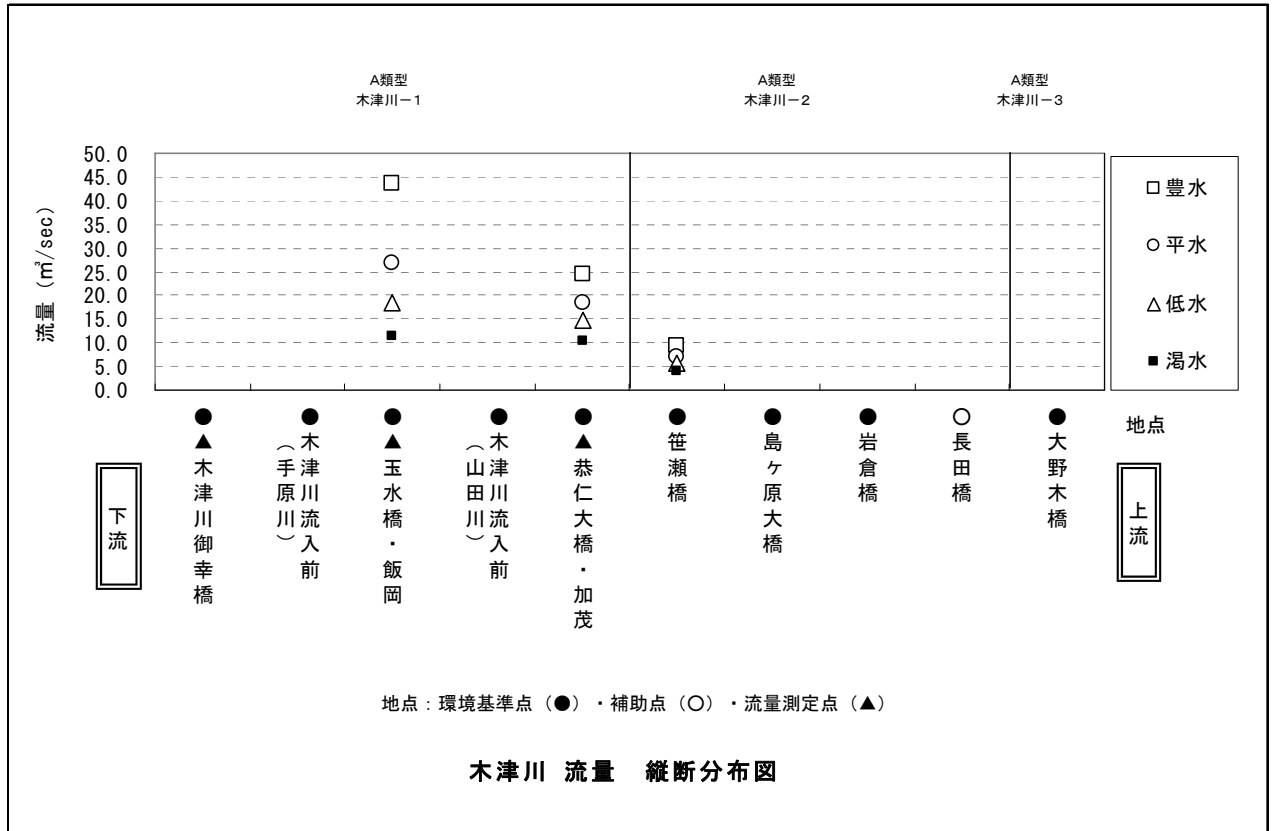 A類型
木津川－1
A類型
木津川－2
A類型
木津川－3
流量（㎥/sec）
50.0
45.0
40.0
35.0
30.0
25.0
20.0
15.0
10.0
5.0
0.0
□豊水
○平水
△低水
■渇水
下流
●▲木津川御幸橋
●木津川流入前
（手原川）
●▲玉水橋・飯岡
●木津川流入前
（山田川）
●▲恭仁大橋・加茂
●笹瀬橋
●島ヶ原大橋
●岩倉橋
○長田橋
●大野木橋
地点
上流
地点：環境基準点（●）・補助点（○）・流量測定点（▲）
木津川 流量　縦断分布図